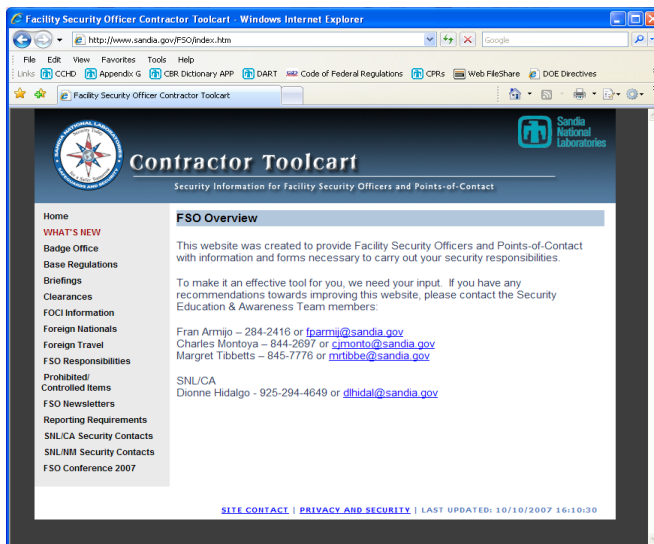 Facility Security Officer Contractor Toolcart - Windows Internet Explorer
http://www.sandia.gov/FSO/index.htm
Google
File Edit View Favorites Tools Help
Links CCHD Appendix G CBR Dictionary APP DART Code of Federal Regulations CPRs Web FileShare DOE Directives
Facility Security Officer Contractor Toolcart
Sandia
National
Laboratories
Contractor Toolcart
Security Information for Facility Security Officers and Points-of-Contact
Home
WHAT'S NEW
Badge Office
Base Regulations
Briefings
Clearances
FOCI Information
Foreign Nationals
Foreign Travel
FSO Responsibilities
Prohibited/
Controlled Items
FSO Newsletters
Reporting Requirements
SNL/CA Security Contacts
SNL/NM Security Contacts
FSO Conference 2007
FSO Overview
This website was created to provide Facility Security Officers and Points-of-Contact
with information and forms necessary to carry out your security responsibilities.
To make it an effective tool for you, we need your input. If you have any
recommendations towards improving this website, please contact the Security
Education & Awareness Team members:
Fran Armijo – 284-2416 or fparmij@sandia.gov
Charles Montoya – 844-2697 or cjmonto@sandia.gov
Margret Tibbetts – 845-7776 or mrtibbe@sandia.gov
SNL/CA
Dionne Hidalgo - 925-294-4649 or dlhidal@sandia.gov
SITE CONTACT | PRIVACY AND SECURITY | LAST UPDATED: 10/10/2007 16:10:30